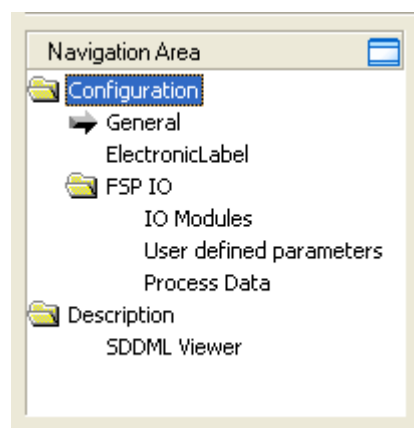 Navigation Area
Configuration
General
ElectronicLabel
FSP IO
IO Modules
User defined parameters
Process Data
Description
SDDML Viewer